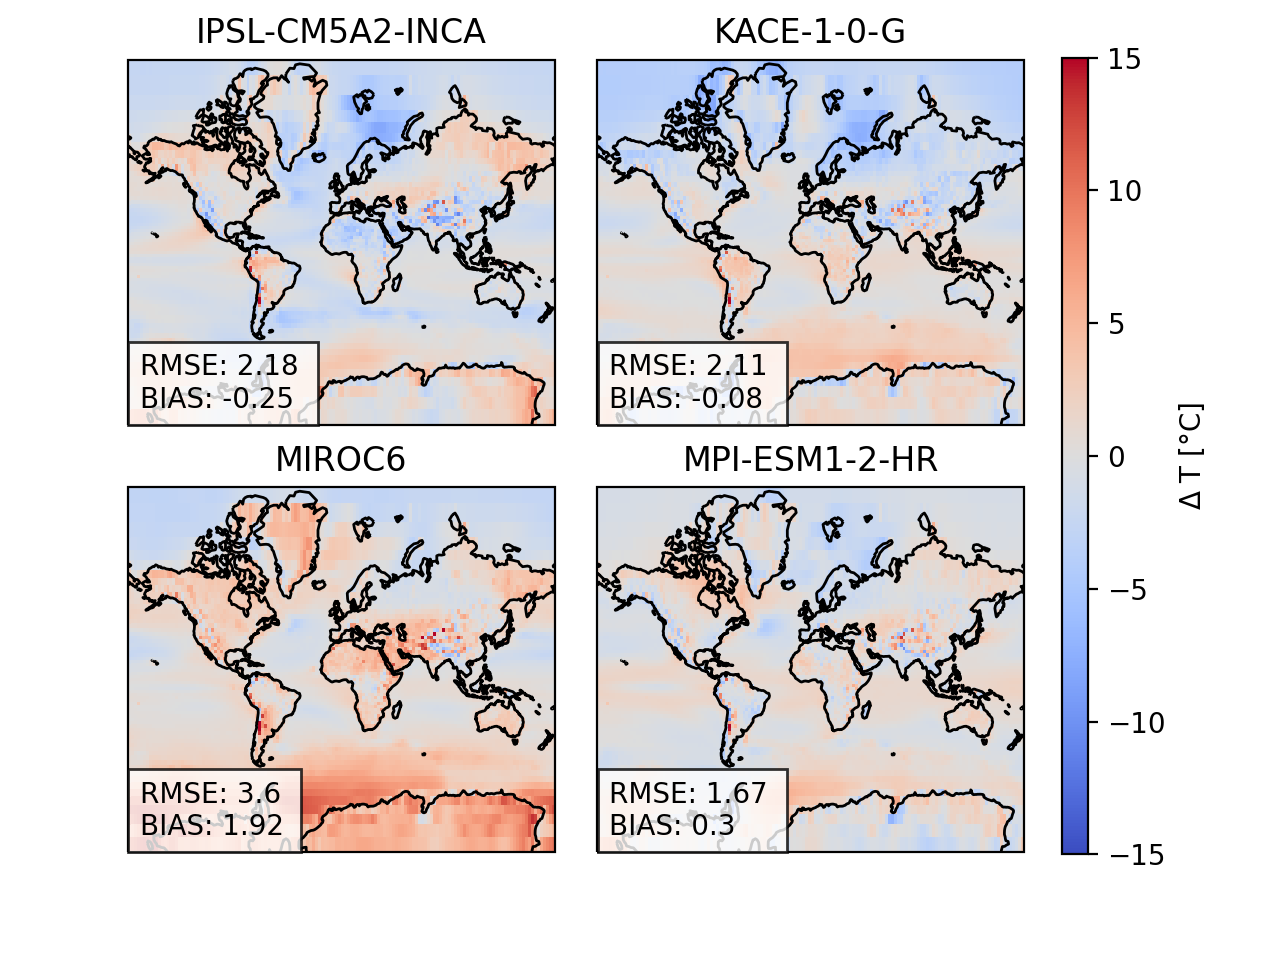 IPSL-CM5A2-INCA
KACE-1-0-G
RMSE: 2.18
BIAS: -0.25
RMSE: 2.11
BIAS: -0.08
MIROC6
MPI-ESM1-2-HR
RMSE: 3.6
BIAS: 1.92
RMSE: 1.67
BIAS: 0.3
15
10
5
0
−5
−10
−15
Δ T [°C]